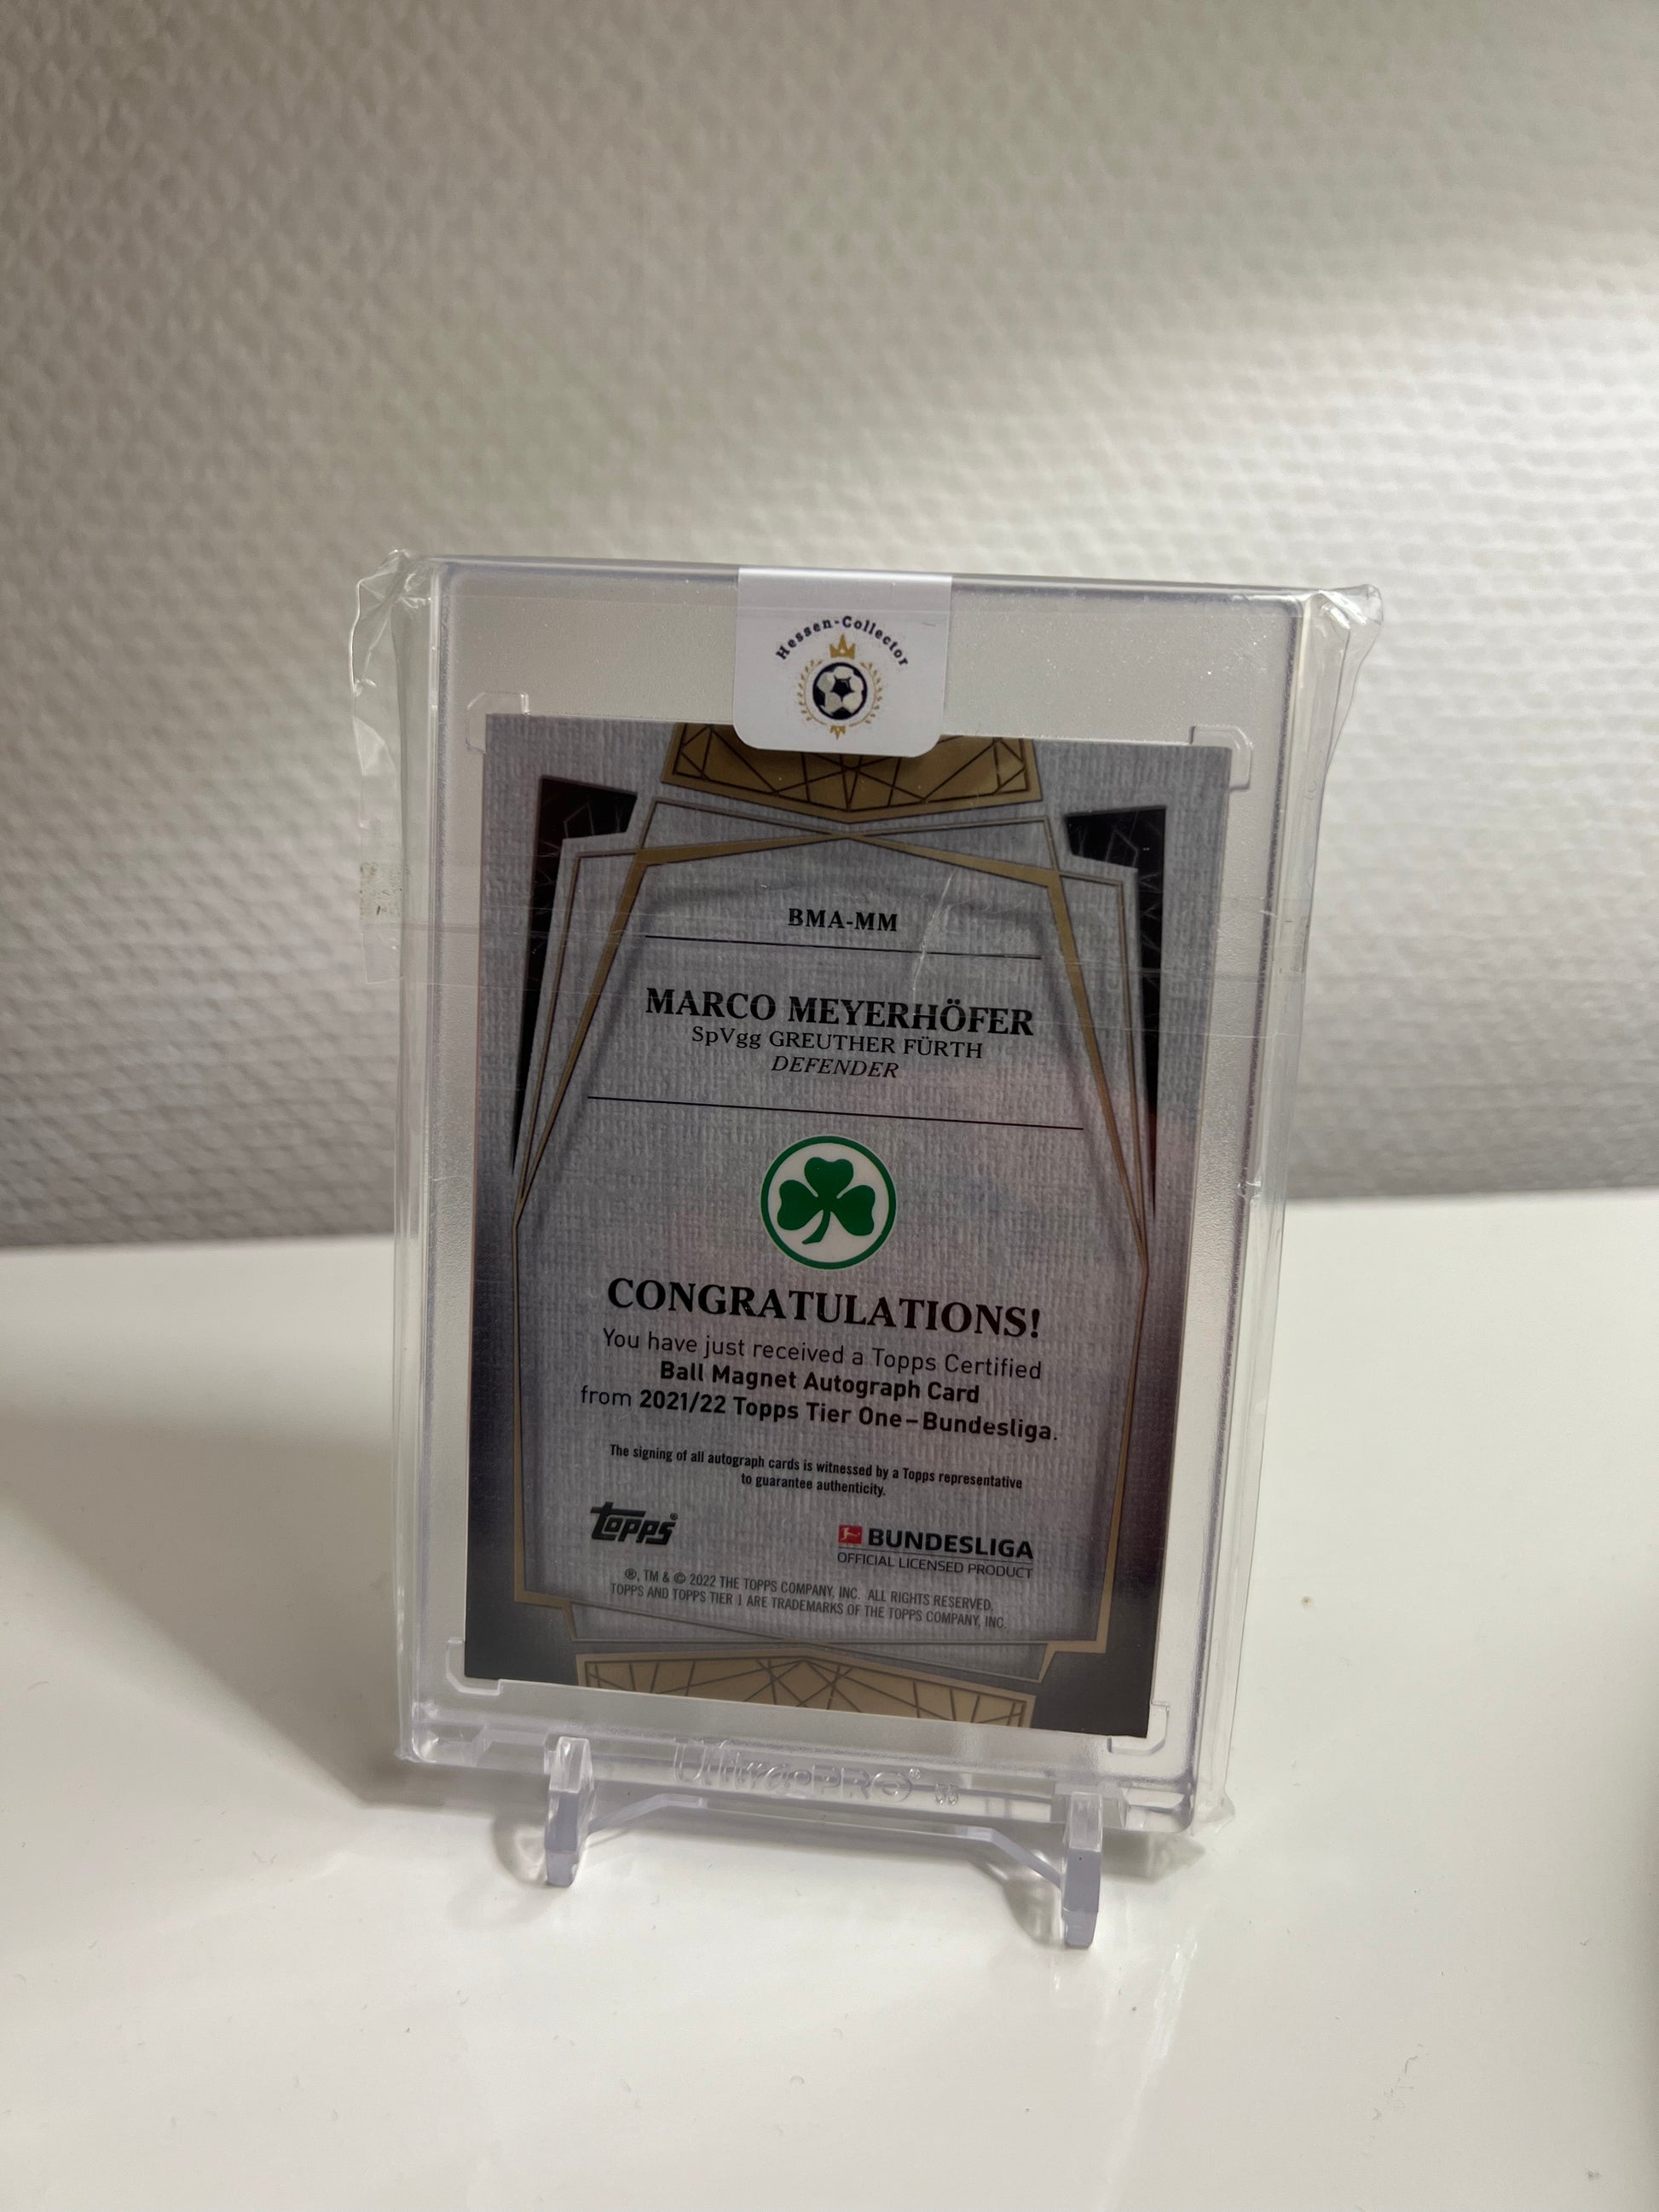 Hessen-Collector
BMA-MM
MARCO MEYERHÖFER
SpVgg GREUTHER FÜRTH
DEFENDER
CONGRATULATIONS!
You have just received a Topps Certified
Ball Magnet Autograph Card
from 2021/22 Topps Tier One–Bundesliga.
The signing of all autograph cards is witnessed by a Topps representative
to guarantee authenticity.
topps®
BUNDESLIGA
OFFICIAL LICENSED PRODUCT
®, TM & © 2022 THE TOPPS COMPANY, INC. ALL RIGHTS RESERVED.
TOPPS AND TOPPS TIER 1 ARE TRADEMARKS OF THE TOPPS COMPANY, INC.
UltraPRO®